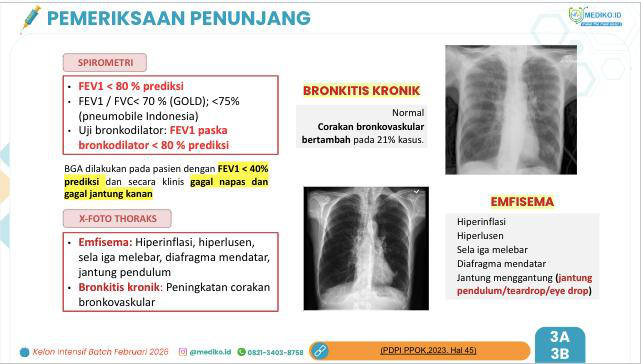 PEMERIKSAAN PENUNJANG
MEDIKO.ID
SPIROMETRI
• FEV1 < 80 % prediksi
• FEV1 / FVC< 70 % (GOLD); <75%
(pneumobile Indonesia)
• Uji bronkodilator: FEV1 paska
bronkodilator < 80 % prediksi
BGA dilakukan pada pasien dengan FEV1 < 40%
prediksi dan secara klinis gagal napas dan
gagal jantung kanan
X-FOTO THORAKS
• Emfisema: Hiperinflasi, hiperlusen,
sela iga melebar, diafragma mendatar,
jantung pendulum
• Bronkitis kronik: Peningkatan corakan
bronkovaskular
BRONKITIS KRONIK
Normal
Corakan bronkovaskular
bertambah pada 21% kasus.
EMFISEMA
Hiperinflasi
Hiperlusen
Sela iga melebar
Diafragma mendatar
Jantung menggantung (jantung
pendulum/teardrop/eye drop)
Kelon Intensif Batch Februari 2026
@mediko.id
0821-3403-8758
(PDPI PPOK,2023. Hal 45)
3A
3B